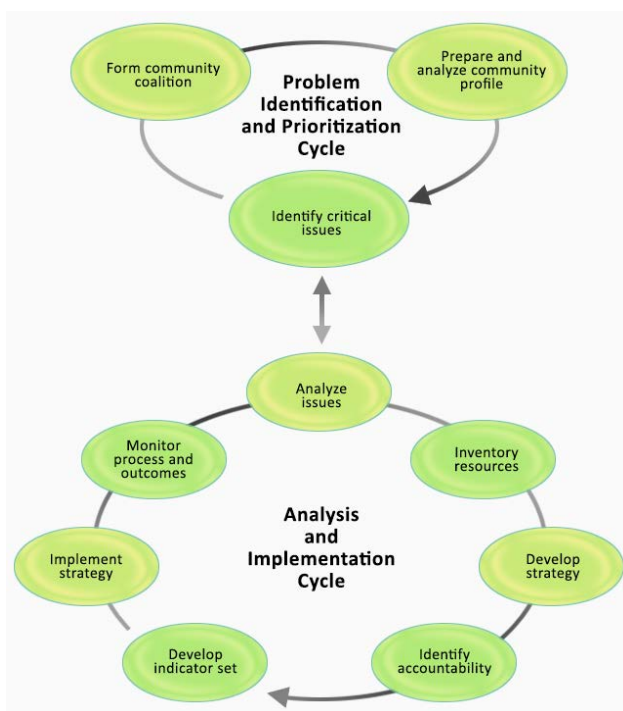 Form community
coalition
Prepare and
analyze community
profile
Problem
Identification
and Prioritization
Cycle
Identify critical
issues
Analyze
issues
Monitor
process and
outcomes
Inventory
resources
Analysis
and
Implementation
Cycle
Implement
strategy
Develop
strategy
Develop
indicator set
Identify
accountability